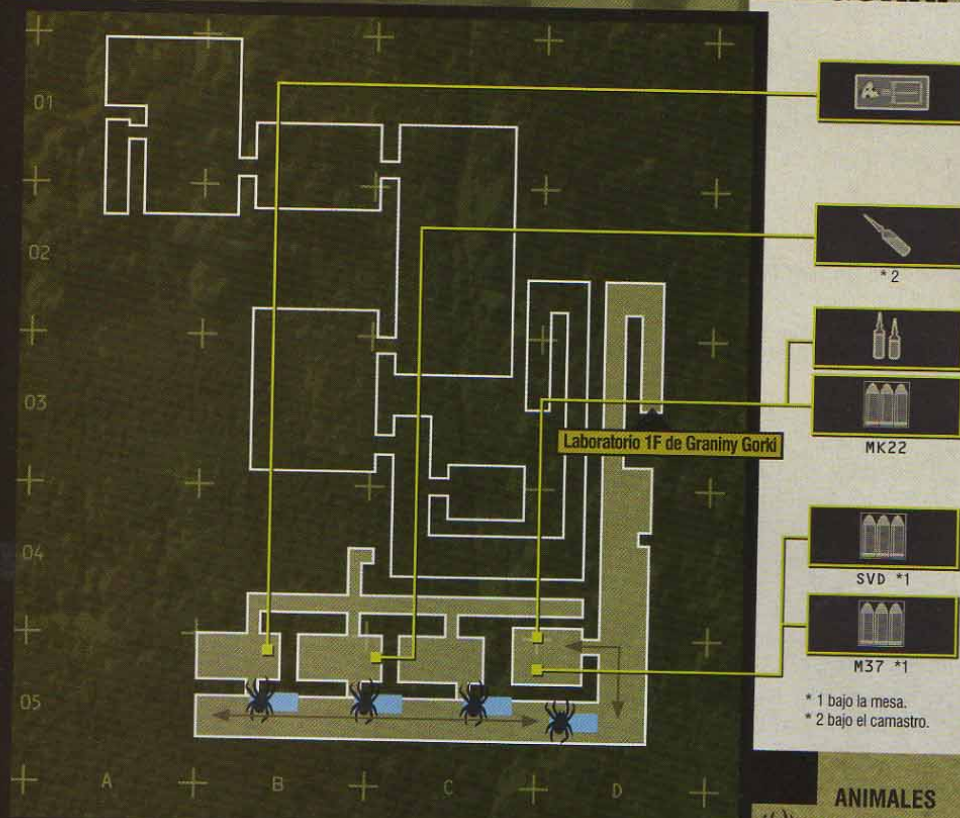 01
02
* 2
03
MK22
Laboratorio 1F de Graniny Gorki
04
SVD *1
M37 *1
05
* 1 bajo la mesa.
* 2 bajo el camastro.
A
B
C
D
ANIMALES